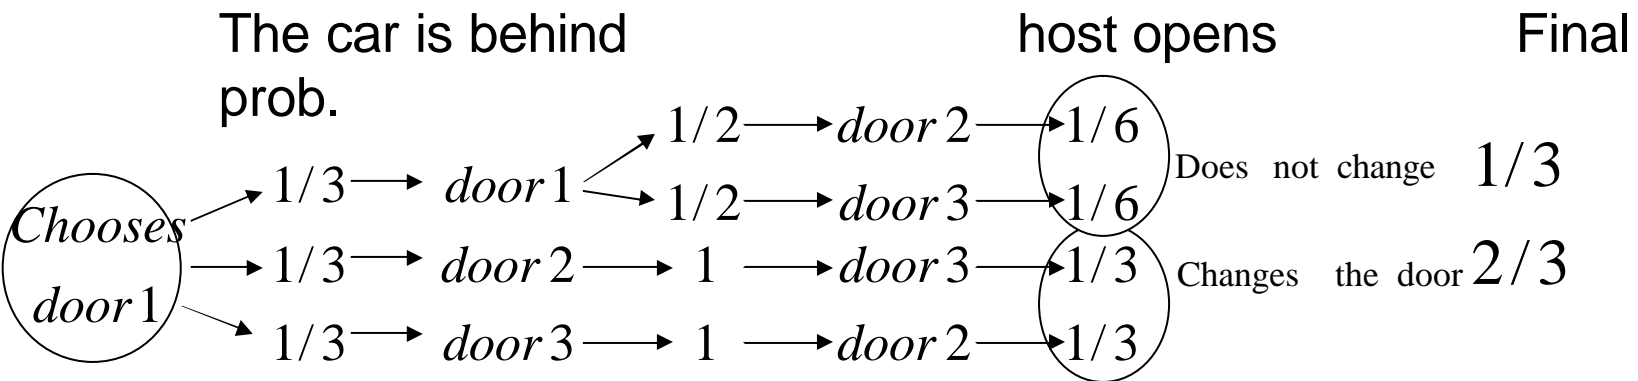 The car is behind host opens Final
prob.
1/2 door 2 1/6
Does not change 1/3
1/3 door 1
1/2 door 3 1/6
Chooses
1/3 door 2 1 door 3 1/3
Changes the door 2/3
door 1
1/3 door 3 1 door 2 1/3